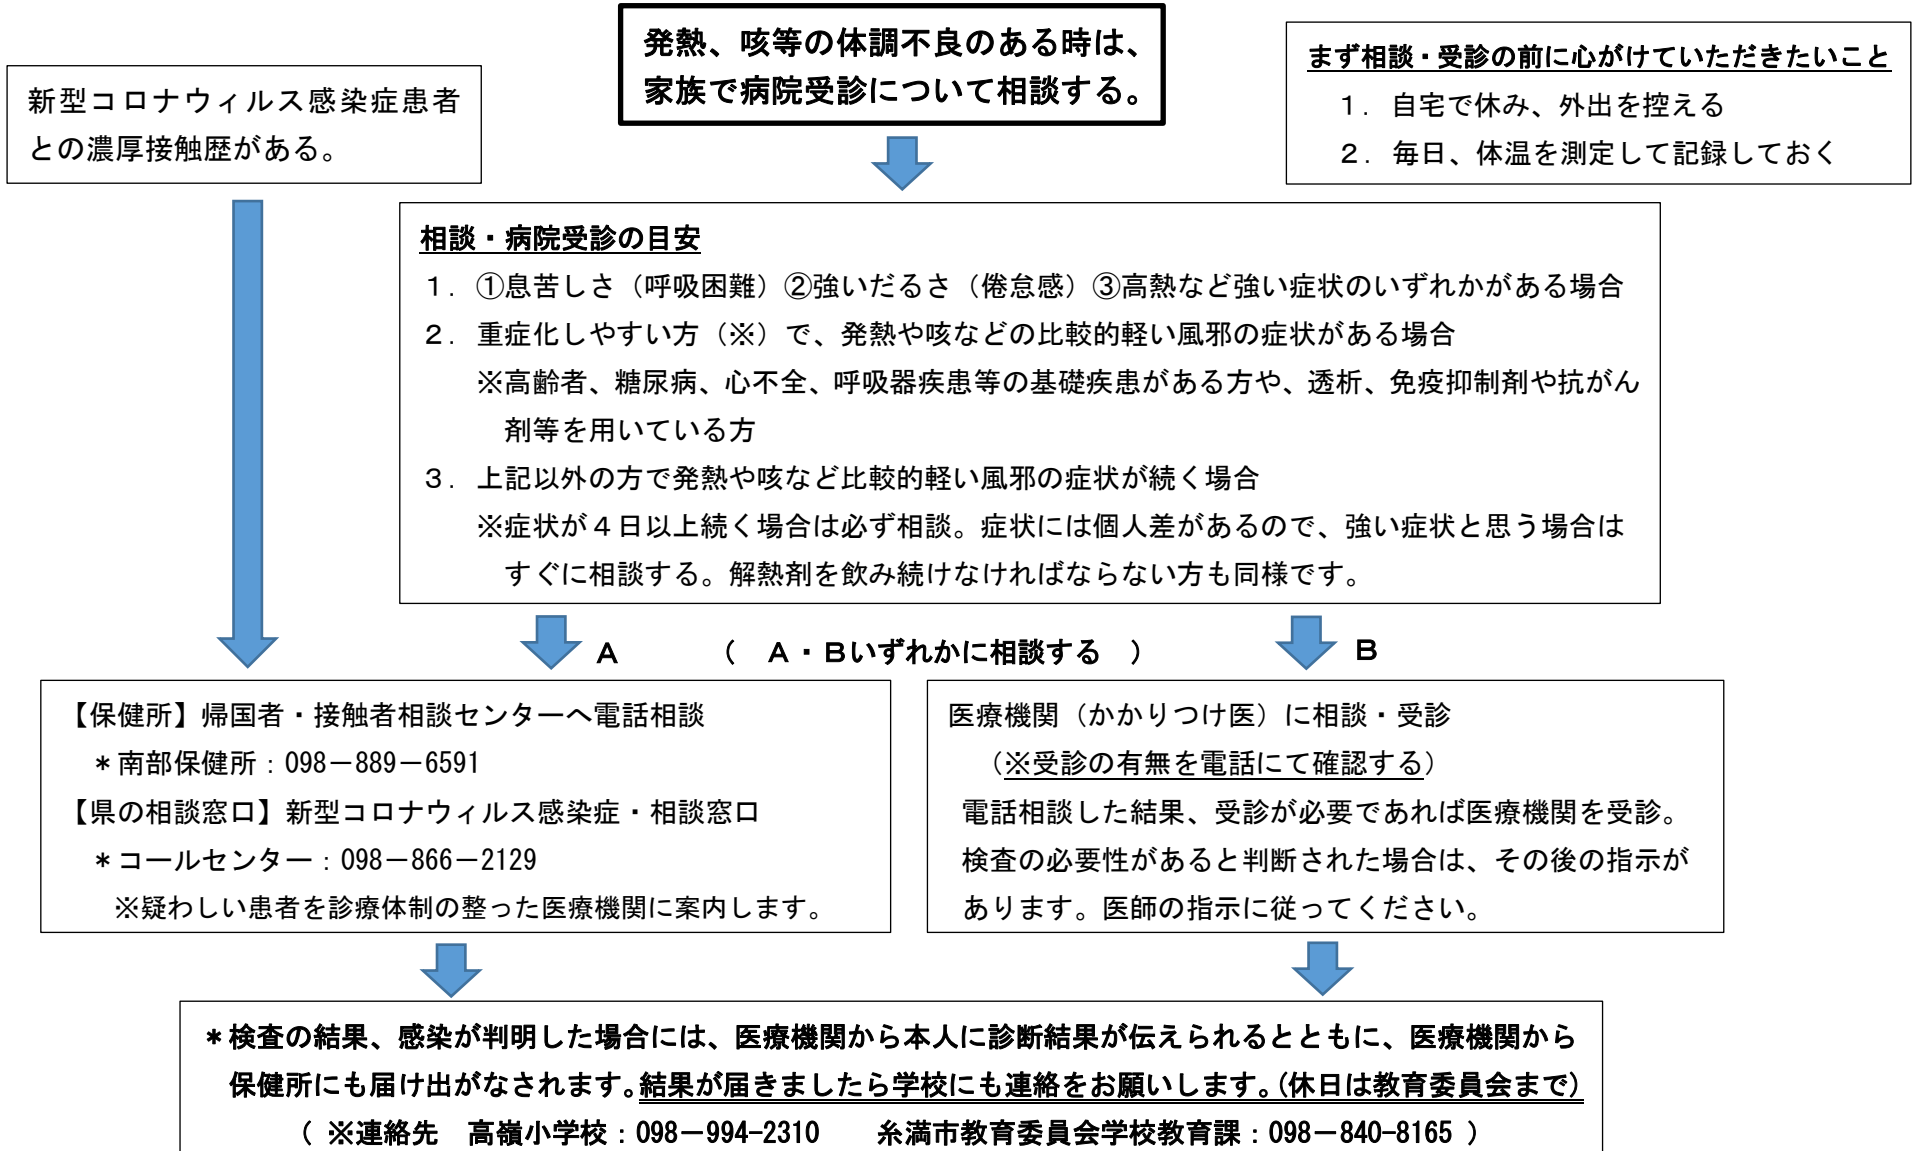 発熱、咳等の体調不良のある時は、
家族で病院受診について相談する。
まず相談・受診の前に心がけていただきたいこと
１．自宅で休み、外出を控える
２．毎日、体温を測定して記録しておく
新型コロナウィルス感染症患者
との濃厚接触歴がある。
相談・病院受診の目安
１．①息苦しさ（呼吸困難）②強いだるさ（倦怠感）③高熱など強い症状のいずれかがある場合
２．重症化しやすい方（※）で、発熱や咳などの比較的軽い風邪の症状がある場合
※高齢者、糖尿病、心不全、呼吸器疾患等の基礎疾患がある方や、透析、免疫抑制剤や抗がん
剤等を用いている方
３．上記以外の方で発熱や咳など比較的軽い風邪の症状が続く場合
※症状が４日以上続く場合は必ず相談。症状には個人差があるので、強い症状と思う場合は
すぐに相談する。解熱剤を飲み続けなければならない方も同様です。
Ａ　（　Ａ・Ｂいずれかに相談する　）　Ｂ
【保健所】帰国者・接触者相談センターへ電話相談
＊南部保健所：098－889－6591
【県の相談窓口】新型コロナウィルス感染症・相談窓口
＊コールセンター：098－866－2129
※疑わしい患者を診療体制の整った医療機関に案内します。
医療機関（かかりつけ医）に相談・受診
（※受診の有無を電話にて確認する）
電話相談した結果、受診が必要であれば医療機関を受診。
検査の必要性があると判断された場合は、その後の指示が
あります。医師の指示に従ってください。
＊検査の結果、感染が判明した場合には、医療機関から本人に診断結果が伝えられるとともに、医療機関から
保健所にも届け出がなされます。結果が届きましたら学校にも連絡をお願いします。（休日は教育委員会まで）
（ ※連絡先　高嶺小学校：098－994-2310　　糸満市教育委員会学校教育課：098－840-8165 ）